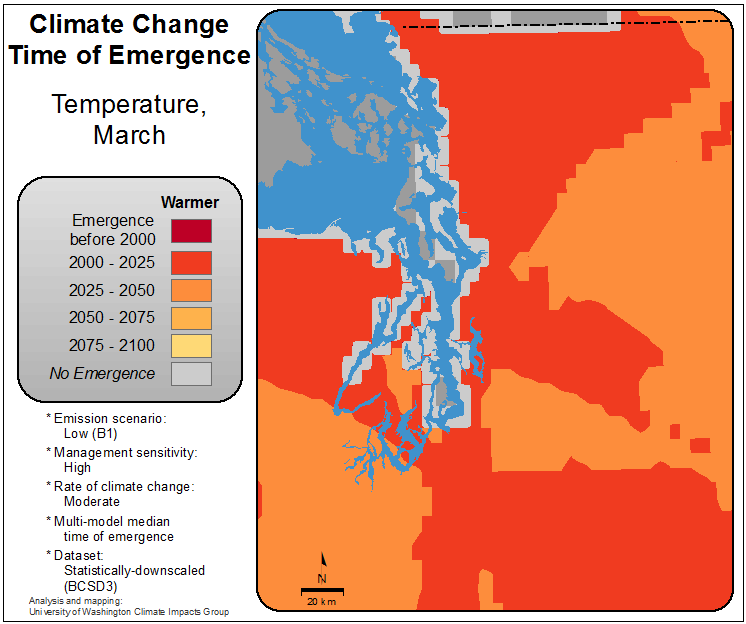 Climate Change
Time of Emergence
Temperature,
March
Warmer
Emergence
before 2000
2000 - 2025
2025 - 2050
2050 - 2075
2075 - 2100
No Emergence
* Emission scenario:
Low (B1)
* Management sensitivity:
High
* Rate of climate change:
Moderate
* Multi-model median
time of emergence
* Dataset:
Statistically-downscaled
(BCSD3)
Analysis and mapping:
University of Washington Climate Impacts Group
N
20 km